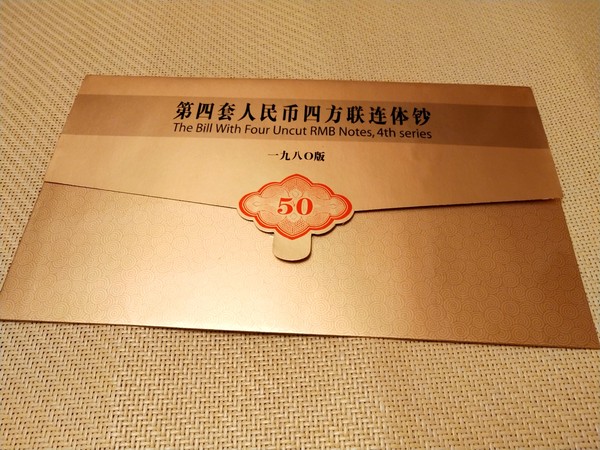 第四套人民币四方联连体钞
The Bill With Four Uncut RMB Notes, 4th series
一九八〇版
50